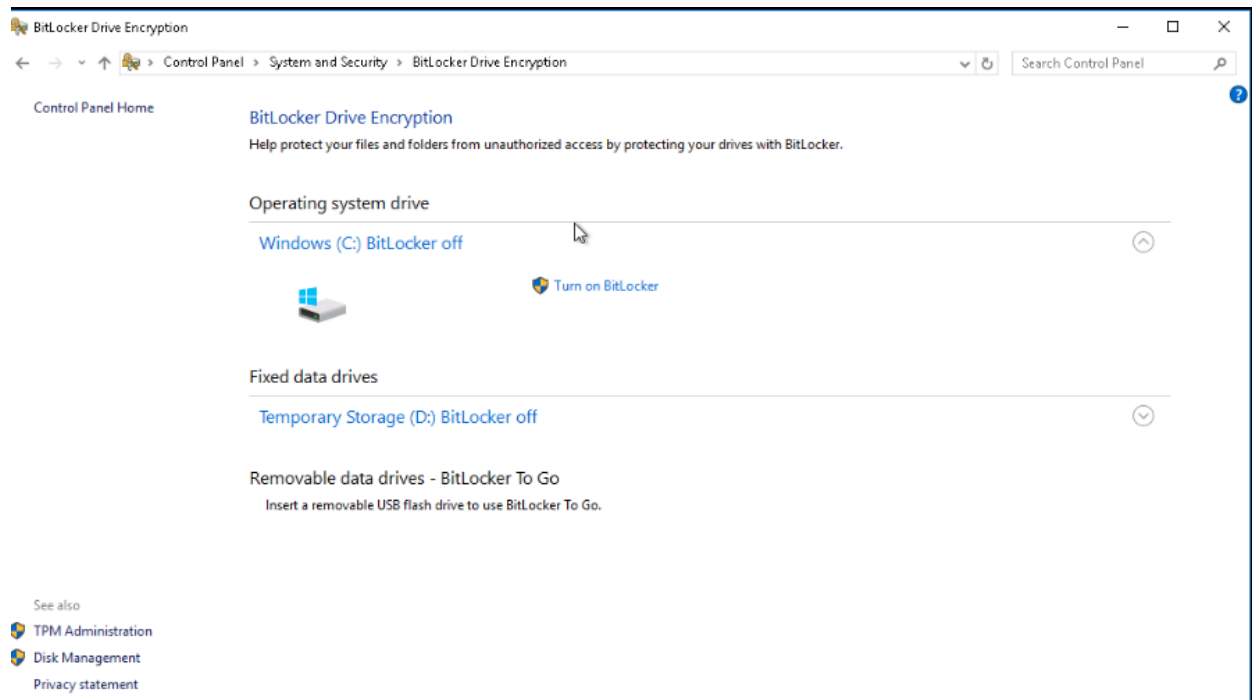 BitLocker Drive Encryption
Control Panel > System and Security > BitLocker Drive Encryption
Search Control Panel
Control Panel Home
BitLocker Drive Encryption
Help protect your files and folders from unauthorized access by protecting your drives with BitLocker.
Operating system drive
Windows (C:) BitLocker off
Turn on BitLocker
Fixed data drives
Temporary Storage (D:) BitLocker off
Removable data drives - BitLocker To Go
Insert a removable USB flash drive to use BitLocker To Go.
See also
TPM Administration
Disk Management
Privacy statement